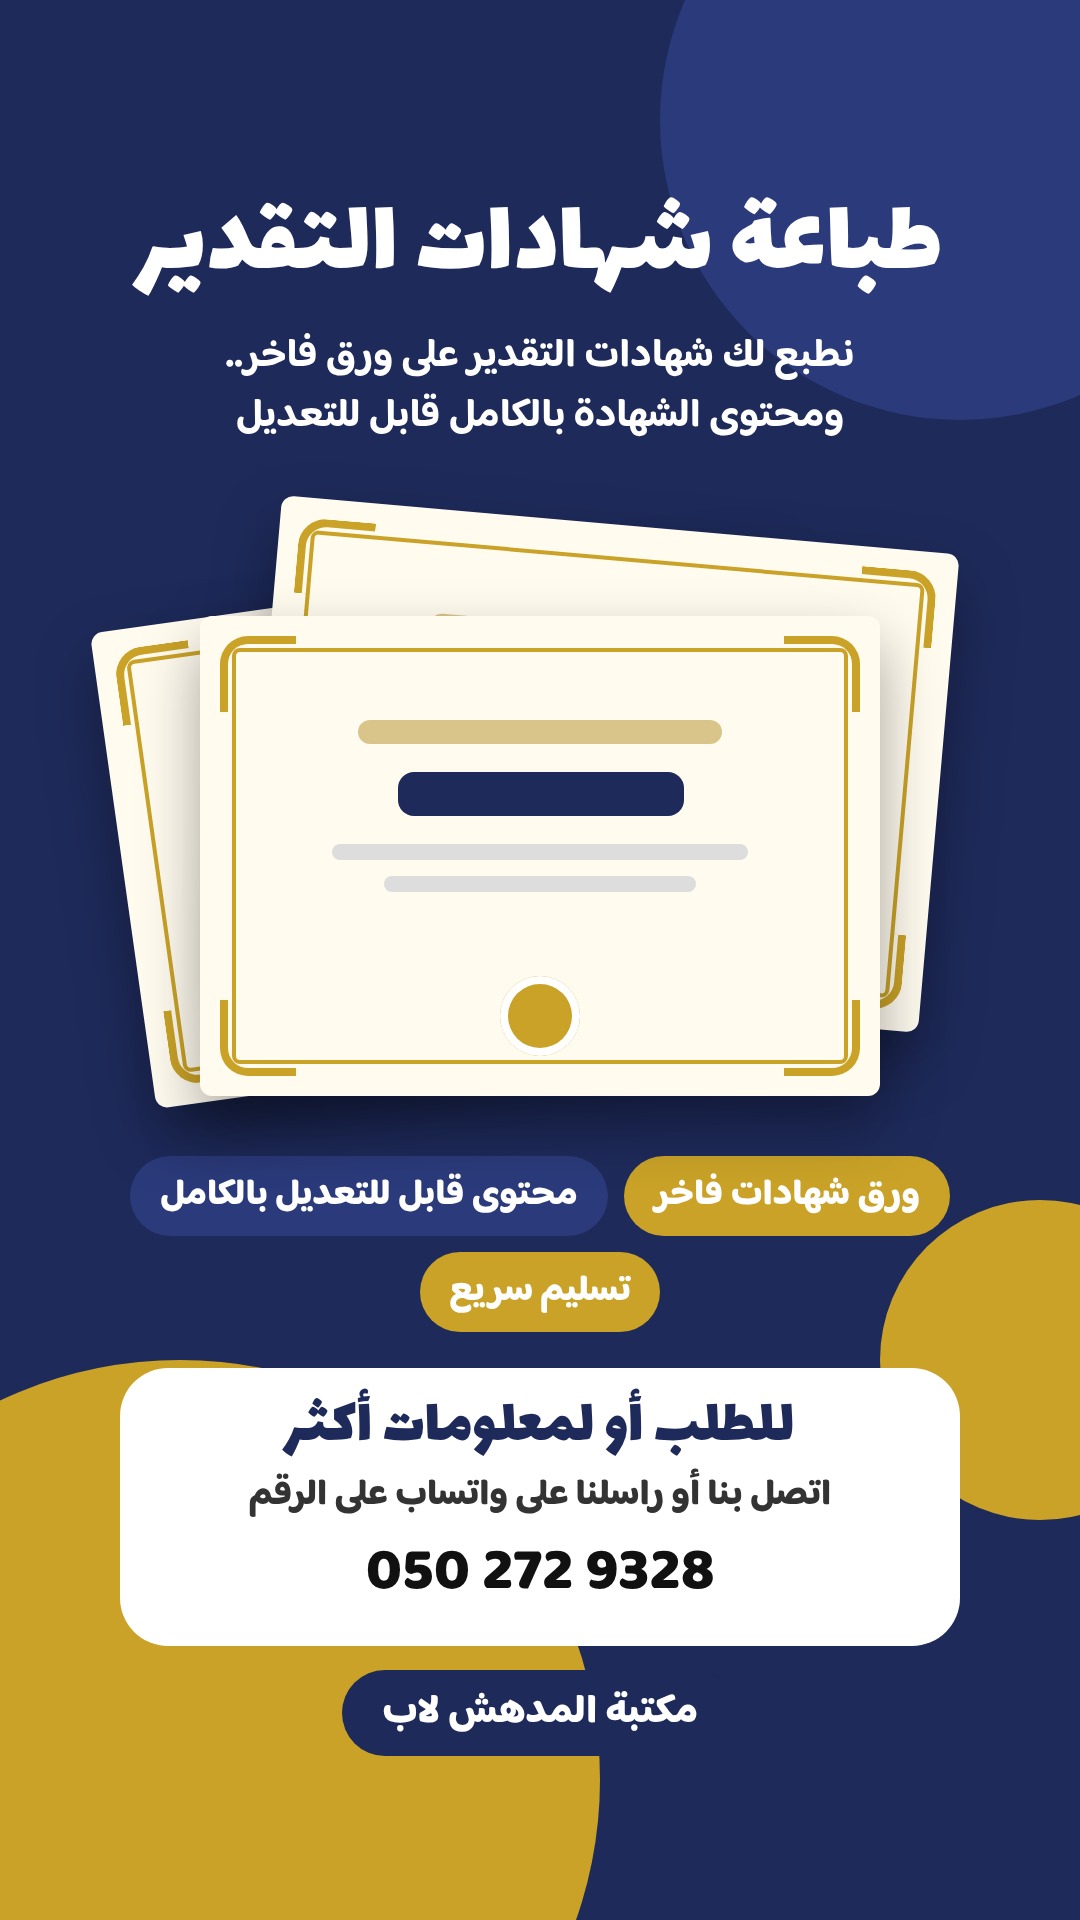 طباعة شهادات التقدير
نطبع لك شهادات التقدير على ورق فاخر..
ومحتوى الشهادة بالكامل قابل للتعديل
ورق شهادات فاخر
محتوى قابل للتعديل بالكامل
تسليم سريع
للطلب أو لمعلومات أكثر
اتصل بنا أو راسلنا على واتساب على الرقم
050 272 9328
مكتبة المدهش لاب